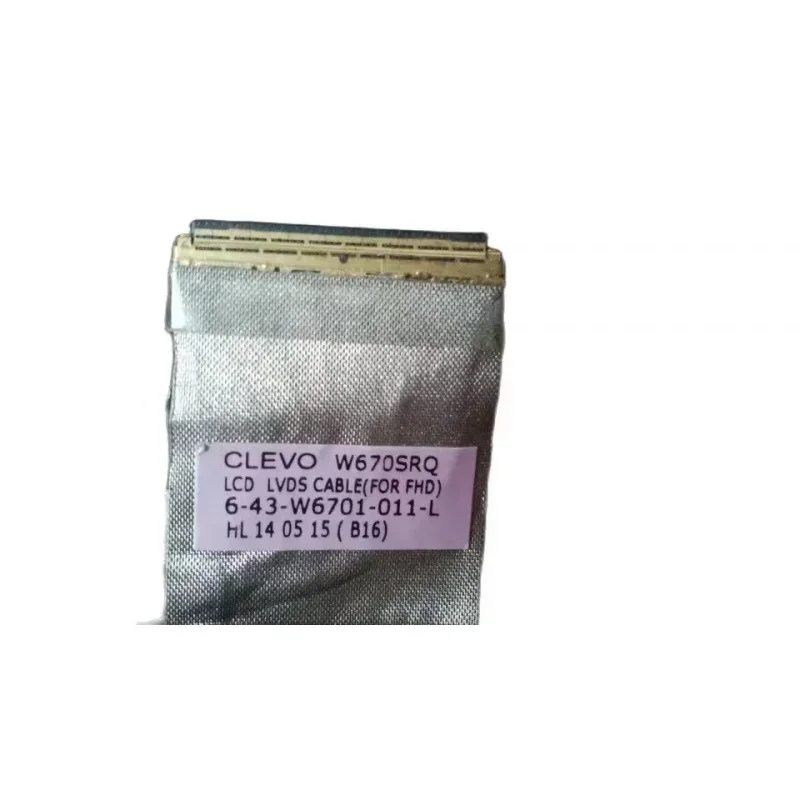 CLEVO W670SRQ
LCD LVDS CABLE(FOR FHD)
6-43-W6701-011-L
HL 14 05 15 ( B16)